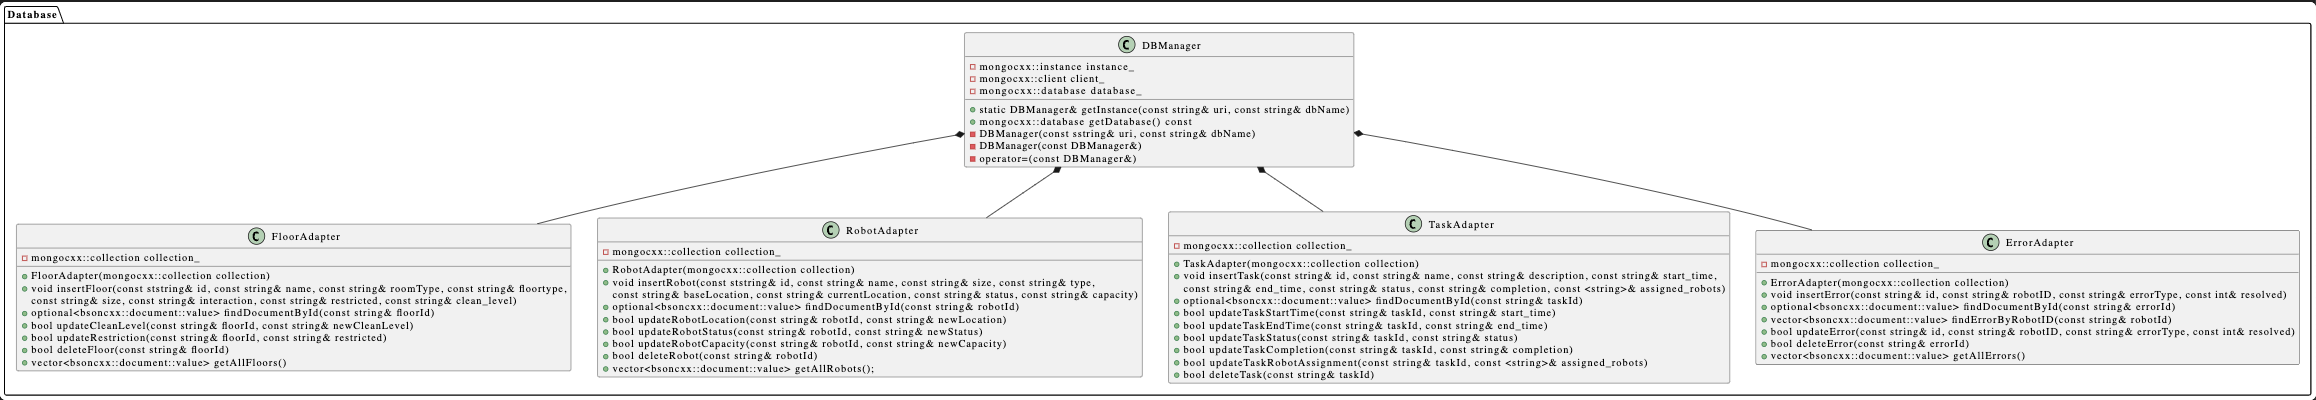 Database
C DBManager
mongocxx::instance instance_
mongocxx::client client_
mongocxx::database database_
static DBManager& getInstance(const string& uri, const string& dbName)
mongocxx::database getDatabase() const
DBManager(const sstring& uri, const string& dbName)
DBManager(const DBManager&)
operator=(const DBManager&)
C FloorAdapter
mongocxx::collection collection_
FloorAdapter(mongocxx::collection collection)
void insertFloor(const ststring& id, const string& name, const string& roomType, const string& floortype,
const string& size, const string& interaction, const string& restricted, const string& clean_level)
optional<bsoncxx::document::value> findDocumentById(const string& floorId)
bool updateCleanLevel(const string& floorId, const string& newCleanLevel)
bool updateRestriction(const string& floorId, const string& restricted)
bool deleteFloor(const string& floorId)
vector<bsoncxx::document::value> getAllFloors()
C RobotAdapter
mongocxx::collection collection_
RobotAdapter(mongocxx::collection collection)
void insertRobot(const ststring& id, const string& name, const string& size, const string& type,
const string& baseLocation, const string& currentLocation, const string& status, const string& capacity)
optional<bsoncxx::document::value> findDocumentById(const string& robotId)
bool updateRobotLocation(const string& robotId, const string& newLocation)
bool updateRobotStatus(const string& robotId, const string& newStatus)
bool updateRobotCapacity(const string& robotId, const string& newCapacity)
bool deleteRobot(const string& robotId)
vector<bsoncxx::document::value> getAllRobots();
C TaskAdapter
mongocxx::collection collection_
TaskAdapter(mongocxx::collection collection)
void insertTask(const string& id, const string& name, const string& description, const string& start_time,
const string& end_time, const string& status, const string& completion, const <string>& assigned_robots)
optional<bsoncxx::document::value> findDocumentById(const string& taskId)
bool updateTaskStartTime(const string& taskId, const string& start_time)
bool updateTaskEndTime(const string& taskId, const string& end_time)
bool updateTaskStatus(const string& taskId, const string& status)
bool updateTaskCompletion(const string& taskId, const string& completion)
bool updateTaskRobotAssignment(const string& taskId, const <string>& assigned_robots)
bool deleteTask(const string& taskId)
C ErrorAdapter
mongocxx::collection collection_
ErrorAdapter(mongocxx::collection collection)
void insertError(const string& id, const string& robotID, const string& errorType, const int& resolved)
optional<bsoncxx::document::value> findDocumentById(const string& errorId)
vector<bsoncxx::document::value> findErrorByRobotID(const string& robotId)
bool updateError(const string& id, const string& robotID, const string& errorType, const int& resolved)
bool deleteError(const string& errorId)
vector<bsoncxx::document::value> getAllErrors()